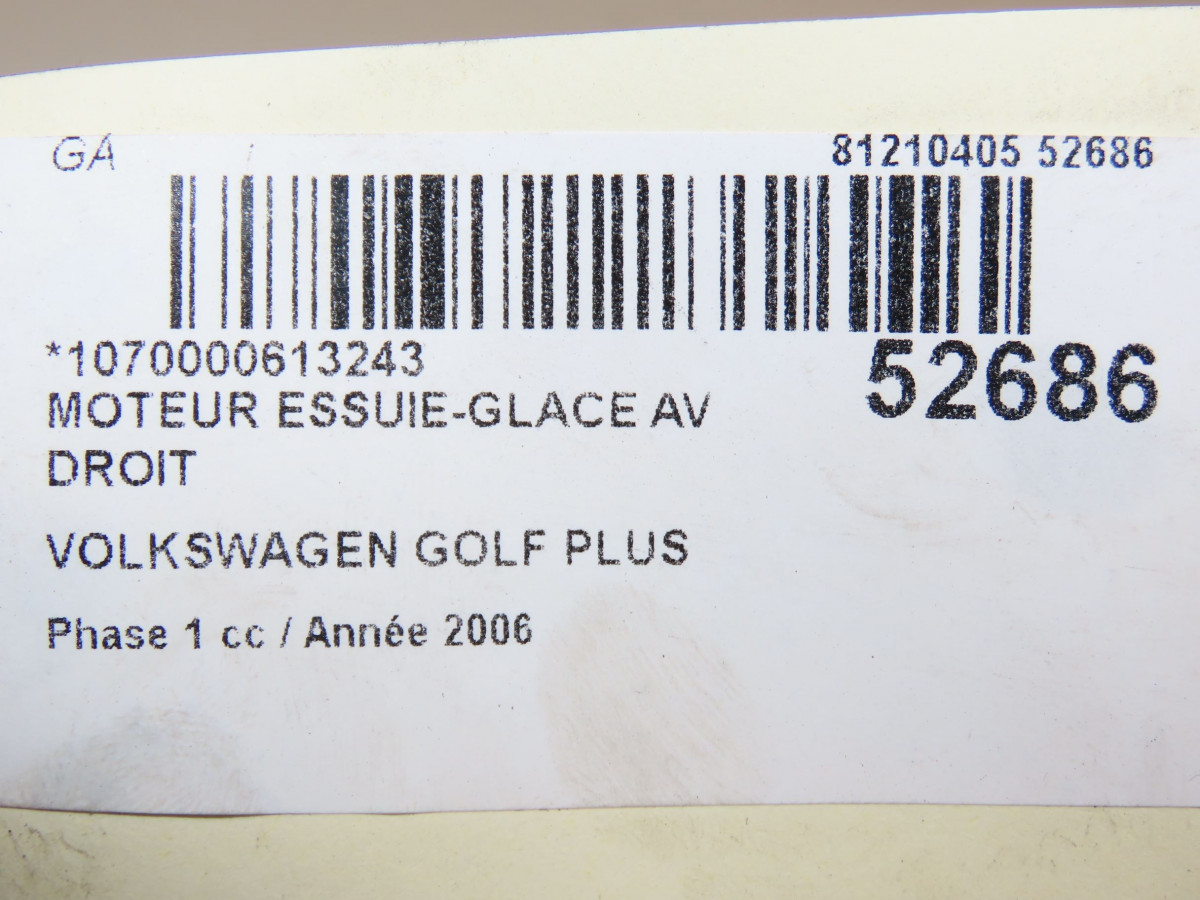 GA
81210405 52686
*1070000613243
52686
MOTEUR ESSUIE-GLACE AV
DROIT
VOLKSWAGEN GOLF PLUS
Phase 1 cc / Année 2006